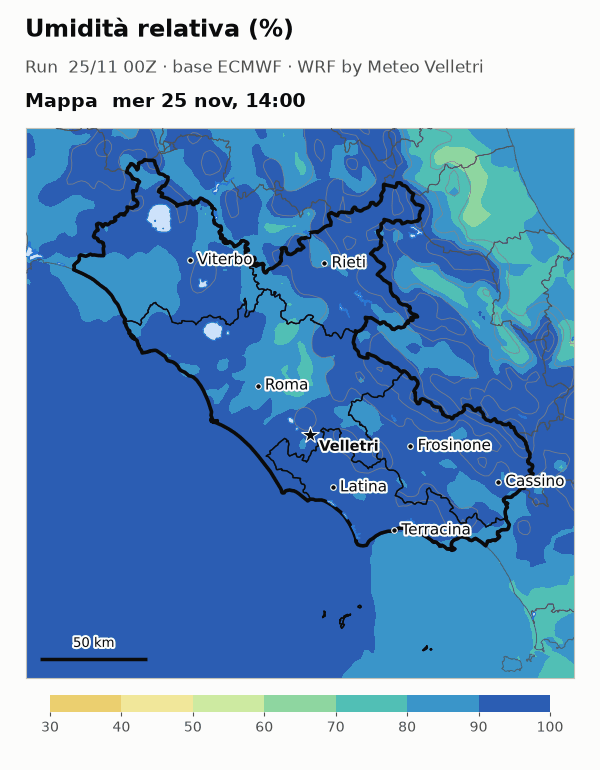 Umidità relativa (%)
Run  25/11 00Z · base ECMWF · WRF by Meteo Velletri
Mappa  mer 25 nov, 14:00
Viterbo
Rieti
Roma
Velletri
Frosinone
Cassino
Latina
Terracina
50 km
30 40 50 60 70 80 90 100